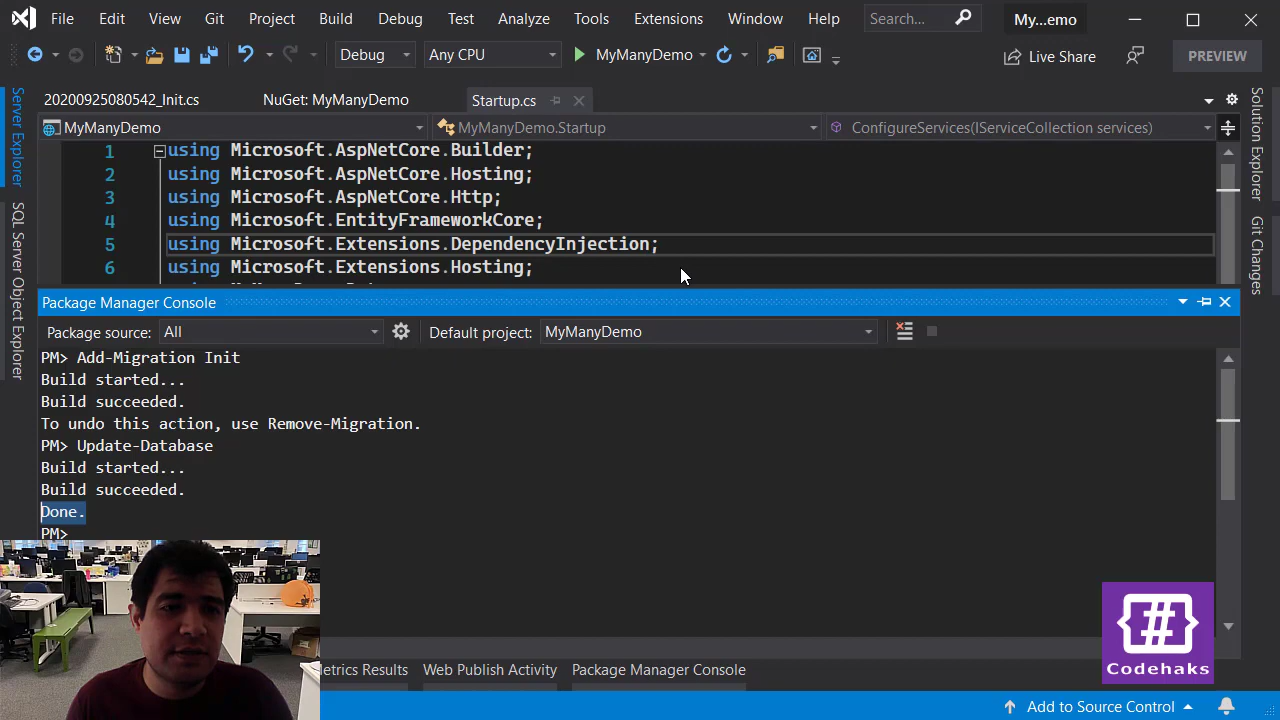 File Edit View Git Project Build Debug Test Analyze Tools Extensions Window Help Search... My...emo
Debug Any CPU MyManyDemo Live Share PREVIEW
20200925080542_Init.cs NuGet: MyManyDemo Startup.cs
MyManyDemo MyManyDemo.Startup ConfigureServices(IServiceCollection services)
1 using Microsoft.AspNetCore.Builder;
2 using Microsoft.AspNetCore.Hosting;
3 using Microsoft.AspNetCore.Http;
4 using Microsoft.EntityFrameworkCore;
5 using Microsoft.Extensions.DependencyInjection;
6 using Microsoft.Extensions.Hosting;
Server Explorer
SQL Server Object Explorer
Solution Explorer
Git Changes
Package Manager Console
Package source: All Default project: MyManyDemo
PM> Add-Migration Init
Build started...
Build succeeded.
To undo this action, use Remove-Migration.
PM> Update-Database
Build started...
Build succeeded.
Done.
PM>
{#}
Codehaks
etrics Results Web Publish Activity Package Manager Console
Add to Source Control